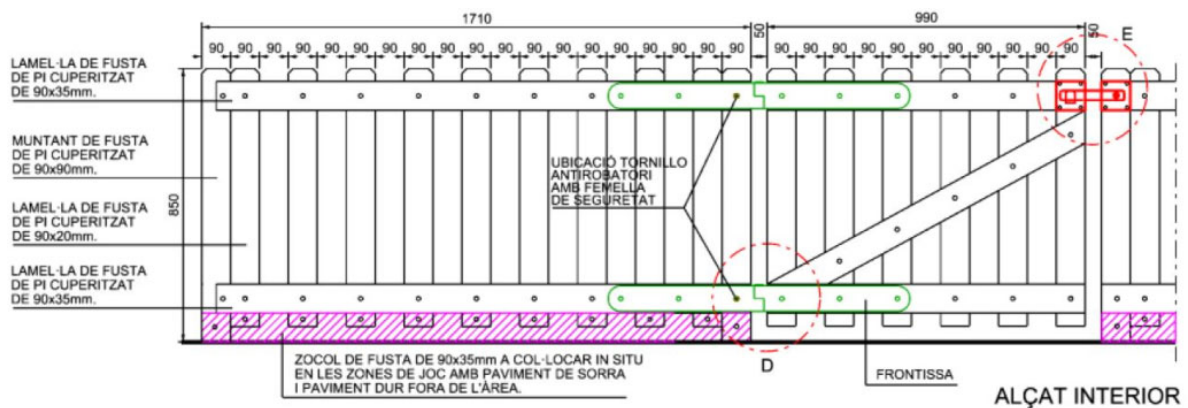 1710
990
50
50
90 90 90 90 90 90 90 90 90 90 90 90 90 90 90 90 90 90 90
90 90 90 90 90 90 90 90 90 90 90
E
LAMEL·LA DE FUSTA
DE PI CUPERITZAT
DE 90x35mm.
MUNTANT DE FUSTA
DE PI CUPERITZAT
DE 90x90mm.
850
LAMEL·LA DE FUSTA
DE PI CUPERITZAT
DE 90x20mm.
LAMEL·LA DE FUSTA
DE PI CUPERITZAT
DE 90x35mm.
UBICACIÓ TORNILLO
ANTIROBATORI
AMB FEMELLA
DE SEGURETAT
ZOCOL DE FUSTA DE 90x35mm A COL·LOCAR IN SITU
EN LES ZONES DE JOC AMB PAVIMENT DE SORRA
I PAVIMENT DUR FORA DE L'ÀREA.
D
FRONTISSA
ALÇAT INTERIOR